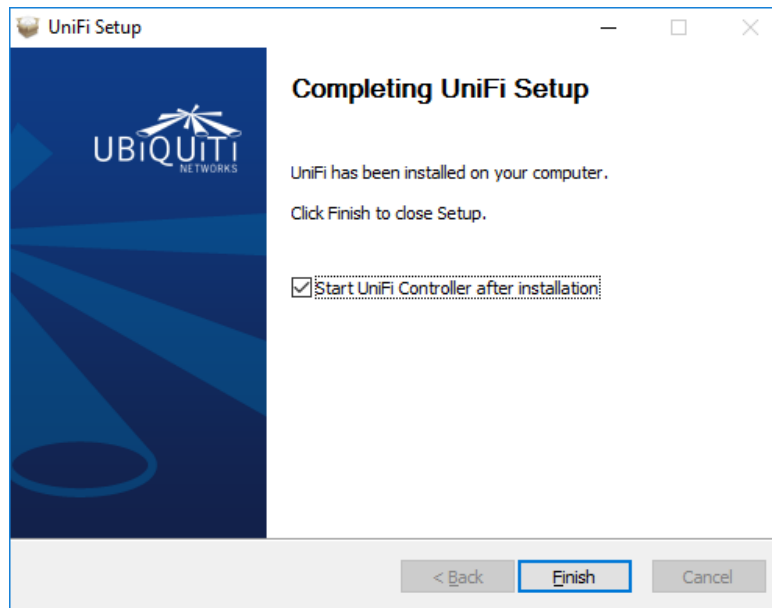 UniFi Setup
UBiQUiTi
NETWORKS
Completing UniFi Setup
UniFi has been installed on your computer.
Click Finish to close Setup.
Start UniFi Controller after installation
< Back
Finish
Cancel